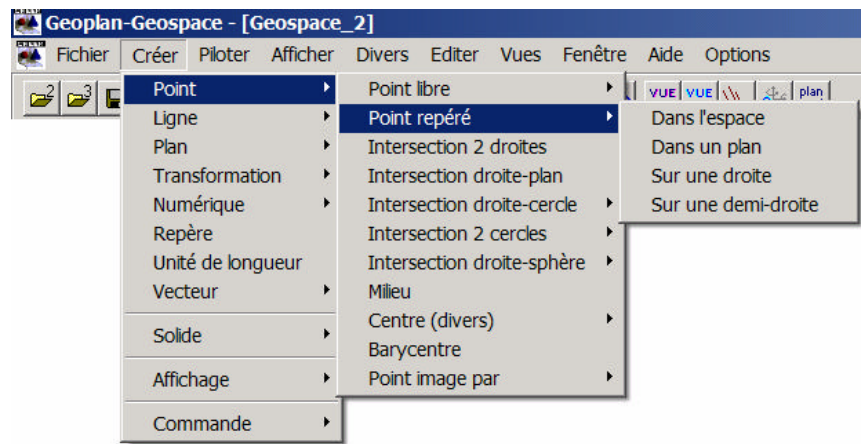 Geoplan-Geospace - [Geospace_2]
Fichier Créer Piloter Afficher Divers Editer Vues Fenêtre Aide Options
2 3 VUE VUE plan
Point
Ligne
Plan
Transformation
Numérique
Repère
Unité de longueur
Vecteur
Solide
Affichage
Commande
Point libre
Point repéré
Intersection 2 droites
Intersection droite-plan
Intersection droite-cercle
Intersection 2 cercles
Intersection droite-sphère
Milieu
Centre (divers)
Barycentre
Point image par
Dans l'espace
Dans un plan
Sur une droite
Sur une demi-droite